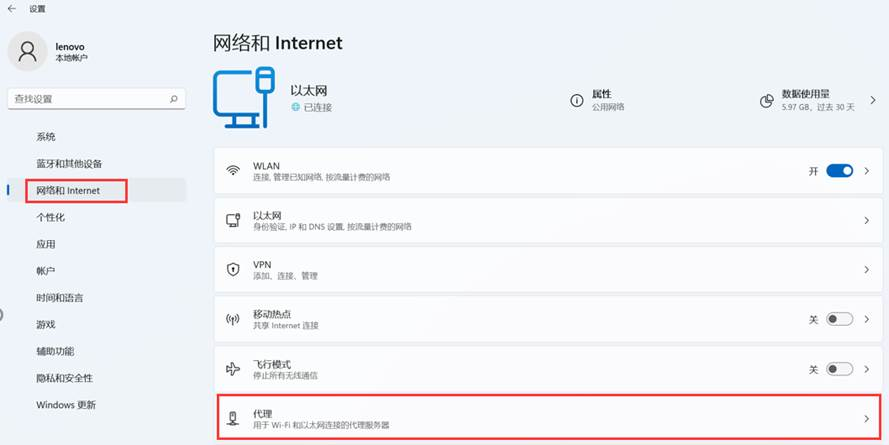 设置
lenovo
本地帐户
查找设置
系统
蓝牙和其他设备
网络和 Internet
个性化
应用
帐户
时间和语言
游戏
辅助功能
隐私和安全性
Windows 更新
网络和 Internet
以太网
已连接
属性
公用网络
数据使用量
5.97 GB，过去 30 天
WLAN
连接, 管理已知网络, 按流量计费的网络
开
以太网
身份验证, IP 和 DNS 设置, 按流量计费的网络
VPN
添加、连接、管理
移动热点
共享 Internet 连接
关
飞行模式
停止所有无线通信
关
代理
用于 Wi-Fi 和以太网连接的代理服务器